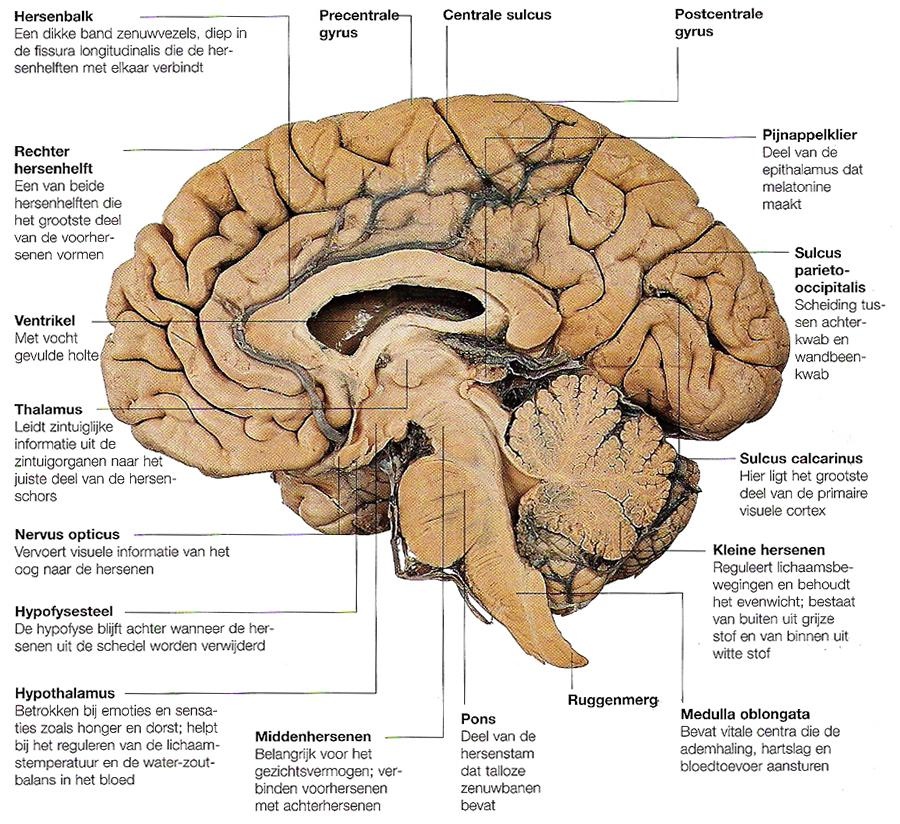 Hersenbalk
Een dikke band zenuwvezels, diep in
de fissura longitudinalis die de her-
senhelften met elkaar verbindt
Precentrale
gyrus
Centrale sulcus
Postcentrale
gyrus
Rechter
hersenhelft
Een van beide
hersenhelften die
het grootste deel
van de voorher-
senen vormen
Pijnappelklier
Deel van de
epithalamus dat
melatonine
maakt
Sulcus
parieto-
occipitalis
Scheiding tus-
sen achter-
kwab en
wandbeen-
kwab
Ventrikel
Met vocht
gevulde holte
Thalamus
Leidt zintuiglijke
informatie uit de
zintuigorganen naar het
juiste deel van de hersen-
schors
Sulcus calcarinus
Hier ligt het grootste
deel van de primaire
visuele cortex
Nervus opticus
Vervoert visuele informatie van het
oog naar de hersenen
Kleine hersenen
Reguleert lichaamsbe-
wegingen en behoudt
het evenwicht; bestaat
van buiten uit grijze
stof en van binnen uit
witte stof
Hypofysesteel
De hypofyse blijft achter wanneer de her-
senen uit de schedel worden verwijderd
Hypothalamus
Betrokken bij emoties en sensa-
ties zoals honger en dorst; helpt
bij het reguleren van de lichaam-
stemperatuur en de water-zout-
balans in het bloed
Middenhersenen
Belangrijk voor het
gezichtsvermogen; ver-
binden voorhersenen
met achterhersenen
Pons
Deel van de
hersenstam
dat talloze
zenuwbanen
bevat
Ruggenmerg
Medulla oblongata
Bevat vitale centra die de
ademhaling, hartslag en
bloedtoevoer aansturen